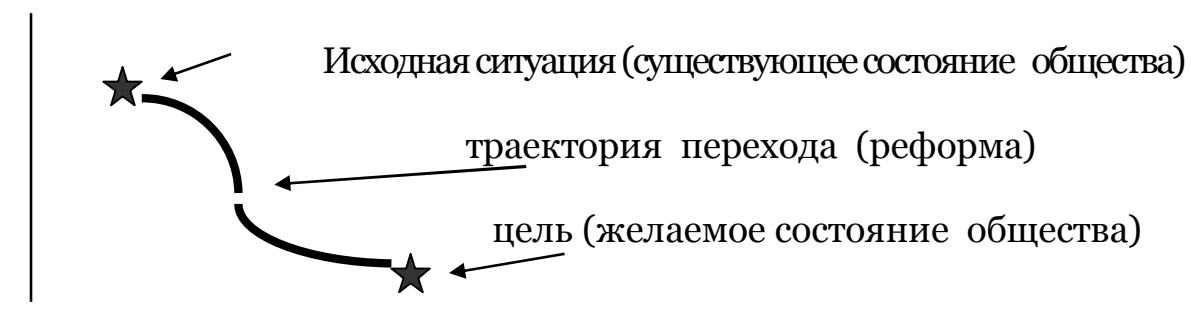 Исходная ситуация (существующее состояние общества)
траектория перехода (реформа)
цель (желаемое состояние общества)